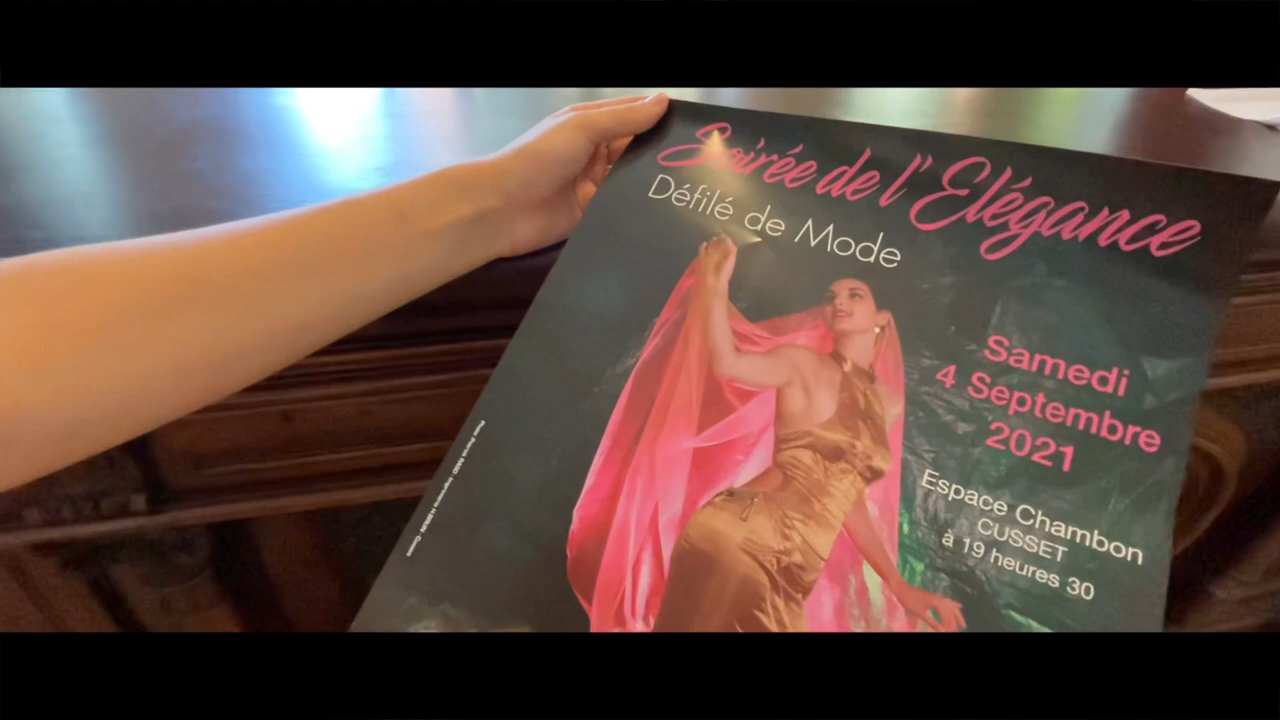 Soirée de l'Elégance
Défilé de Mode
Samedi
4 Septembre
2021
Espace Chambon
CUSSET
à 19 heures 30